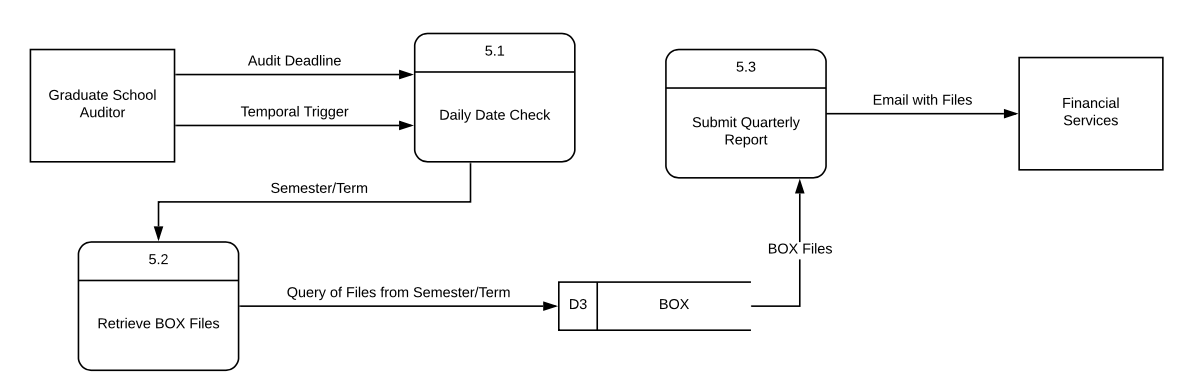 5.1
5.3
Audit Deadline
Graduate School
Auditor
Temporal Trigger
Daily Date Check
Submit Quarterly
Report
Email with Files
Financial
Services
Semester/Term
5.2
BOX Files
Query of Files from Semester/Term
D3
BOX
Retrieve BOX Files